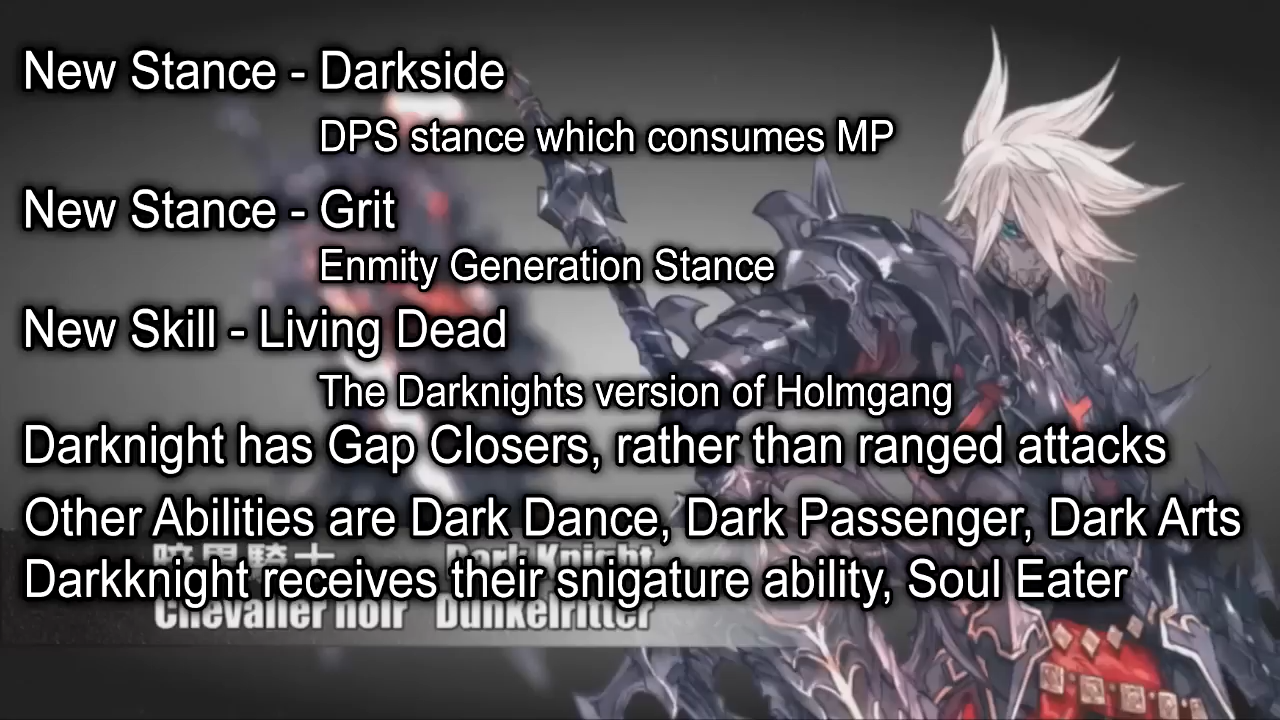 New Stance - Darkside
DPS stance which consumes MP
New Stance - Grit
Enmity Generation Stance
New Skill - Living Dead
The Darknights version of Holmgang
Darknight has Gap Closers, rather than ranged attacks
Other Abilities are Dark Dance, Dark Passenger, Dark Arts
暗黒騎士 Dark Knight
Darkknight receives their snigature ability, Soul Eater
Chevalier noir Dunkelritter